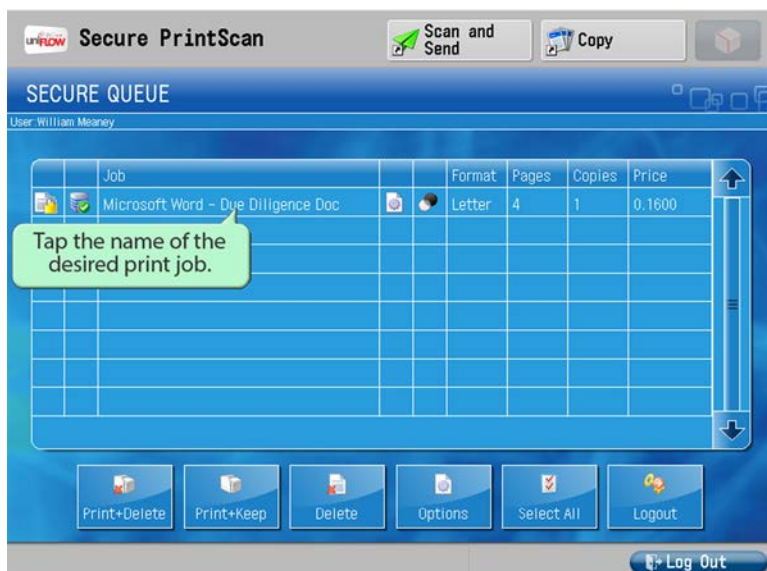 uniFLOW Secure PrintScan
Scan and
Send
Copy
SECURE QUEUE
User:William Meaney
Job Format Pages Copies Price
Microsoft Word - Due Diligence Doc Letter 4 1 0.1600
Tap the name of the
desired print job.
Print+Delete Print+Keep Delete Options Select All Logout
Log Out